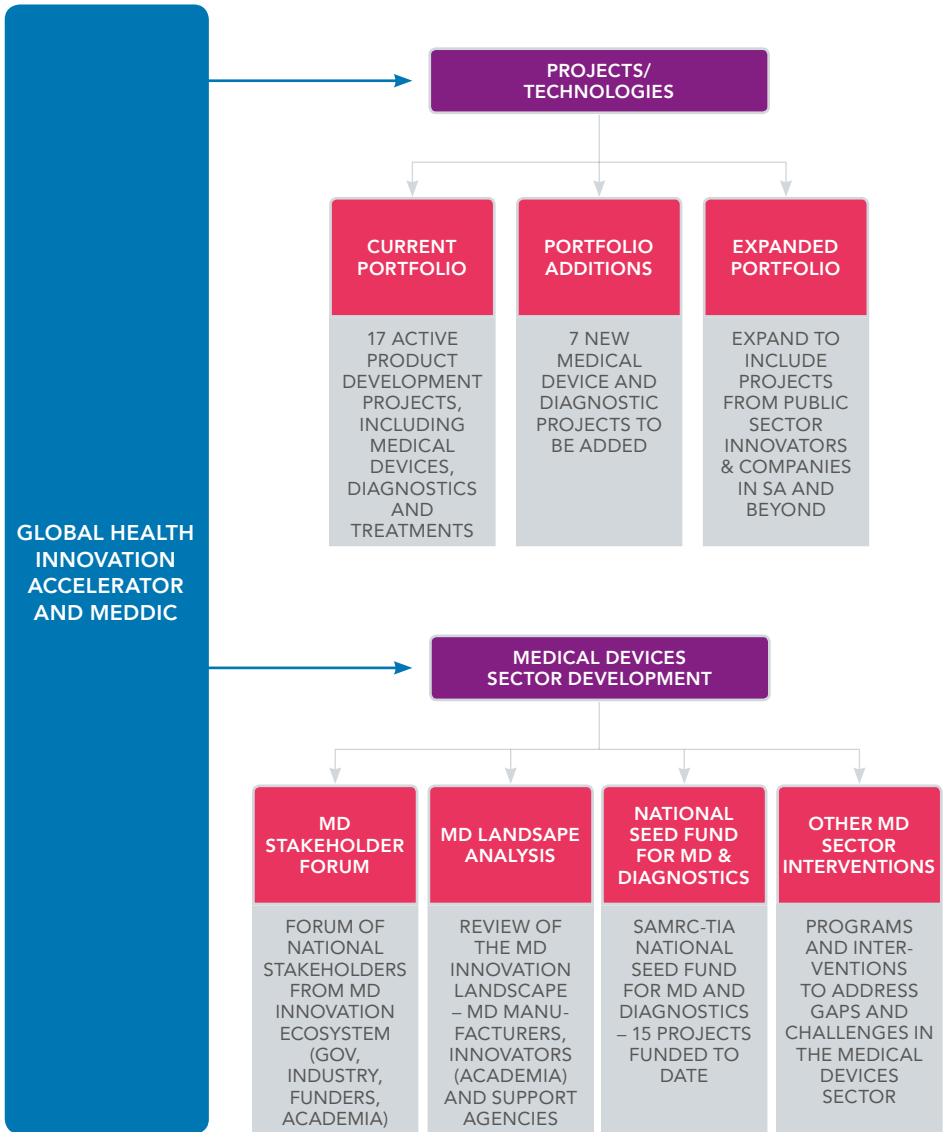 GLOBAL HEALTH
INNOVATION
ACCELERATOR
AND MEDDIC
PROJECTS/
TECHNOLOGIES
CURRENT
PORTFOLIO
17 ACTIVE
PRODUCT
DEVELOPMENT
PROJECTS,
INCLUDING
MEDICAL
DEVICES,
DIAGNOSTICS
AND
TREATMENTS
PORTFOLIO
ADDITIONS
7 NEW
MEDICAL
DEVICE AND
DIAGNOSTIC
PROJECTS TO
BE ADDED
EXPANDED
PORTFOLIO
EXPAND TO
INCLUDE
PROJECTS
FROM PUBLIC
SECTOR
INNOVATORS
& COMPANIES
IN SA AND
BEYOND
MEDICAL DEVICES
SECTOR DEVELOPMENT
MD
STAKEHOLDER
FORUM
FORUM OF
NATIONAL
STAKEHOLDERS
FROM MD
INNOVATION
ECOSYSTEM
(GOV,
INDUSTRY,
FUNDERS,
ACADEMIA)
MD LANDSAPE
ANALYSIS
REVIEW OF
THE MD
INNOVATION
LANDSCAPE
– MD MANU-
FACTURERS,
INNOVATORS
(ACADEMIA)
AND SUPPORT
AGENCIES
NATIONAL
SEED FUND
FOR MD &
DIAGNOSTICS
SAMRC-TIA
NATIONAL
SEED FUND
FOR MD AND
DIAGNOSTICS
– 15 PROJECTS
FUNDED TO
DATE
OTHER MD
SECTOR
INTERVENTIONS
PROGRAMS
AND INTER-
VENTIONS
TO ADDRESS
GAPS AND
CHALLENGES IN
THE MEDICAL
DEVICES
SECTOR